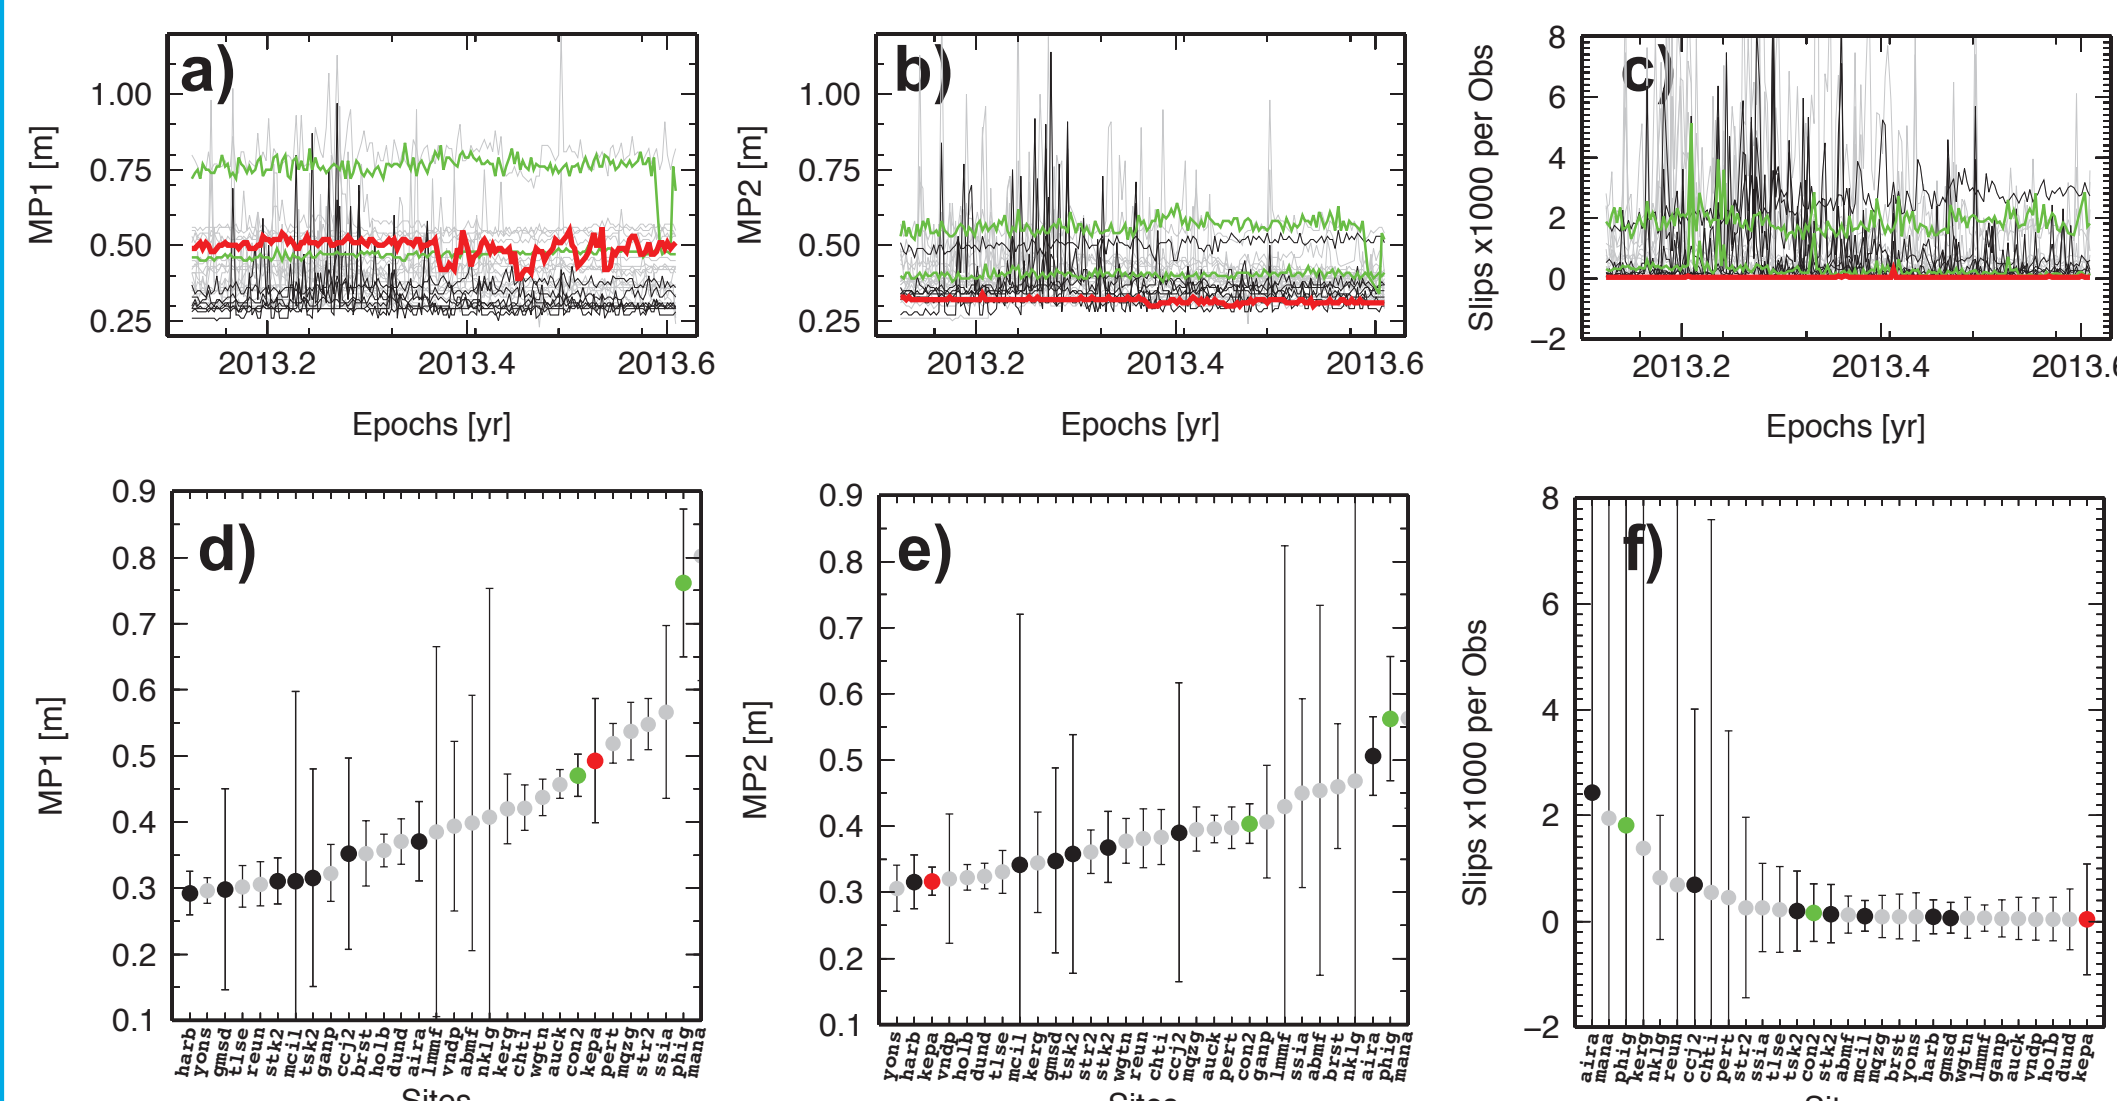 a)
MP1 [m]
1.00
0.75
0.50
0.25
2013.2 2013.4 2013.6
Epochs [yr]
b)
MP2 [m]
1.00
0.75
0.50
0.25
2013.2 2013.4 2013.6
Epochs [yr]
c)
Slips x1000 per Obs
8
6
4
2
0
−2
2013.2 2013.4 2013.6
Epochs [yr]
d)
MP1 [m]
0.9
0.8
0.7
0.6
0.5
0.4
0.3
0.2
0.1
harb yons gmsd tlse reun stk2 mcil tsk2 ganp ccj2 brst holb dund aira lmmf vndp abmf nklg kerg chti wgtn auck con2 kepa pert mqzg str2 ssia phig mana
Sites
e)
MP2 [m]
0.9
0.8
0.7
0.6
0.5
0.4
0.3
0.2
0.1
yons harb kepa vndp holb dund tlse mcil kerg gmsd tsk2 str2 stk2 wgtn reun chti ccj2 mqzg auck pert con2 ganp lmmf ssia abmf brst nklg aira phig mana
Sites
f)
Slips x1000 per Obs
8
6
4
2
0
−2
aira mana phig kerg nklg reun ccj2 chti pert str2 ssia tlse tsk2 con2 stk2 abmf mcil mqzg brst yons harb gmsd wgtn lmmf ganp auck vndp holb dund kepa